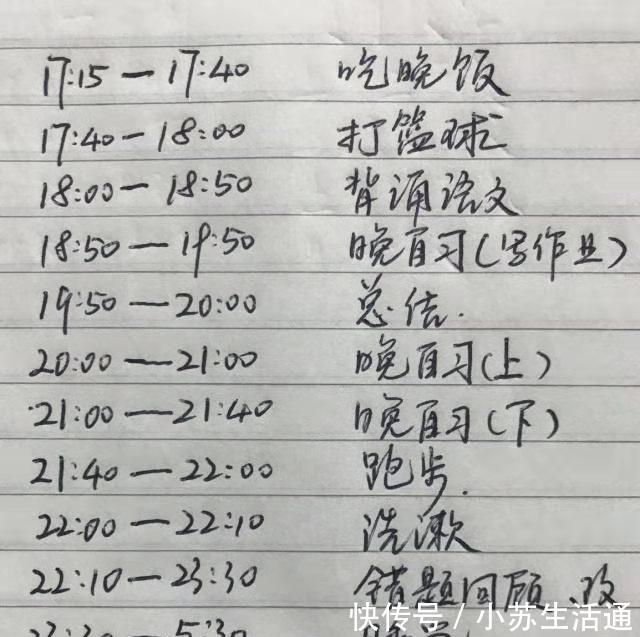 17:15 — 17:40 吃晚饭
17:40 — 18:00 打篮球
18:00 — 18:50 背诵语文
18:50 — 19:50 晚自习(写作业)
19:50 — 20:00 总结.
20:00 — 21:00 晚自习(上)
21:00 — 21:40 晚自习(下)
21:40 — 22:00 跑步.
22:00 — 22:10 洗漱
22:10 — 23:30 错题回顾、改
快传号 / 小苏生活通
23:30 — 5:30